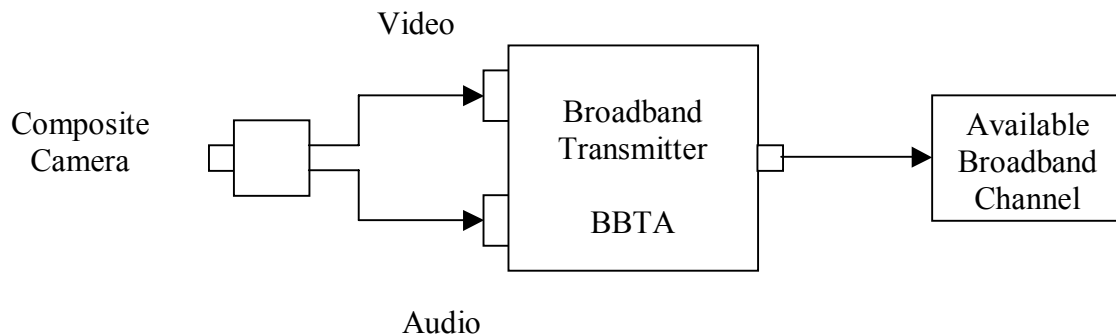 Video
Composite
Camera
Broadband
Transmitter
BBTA
Available
Broadband
Channel
Audio